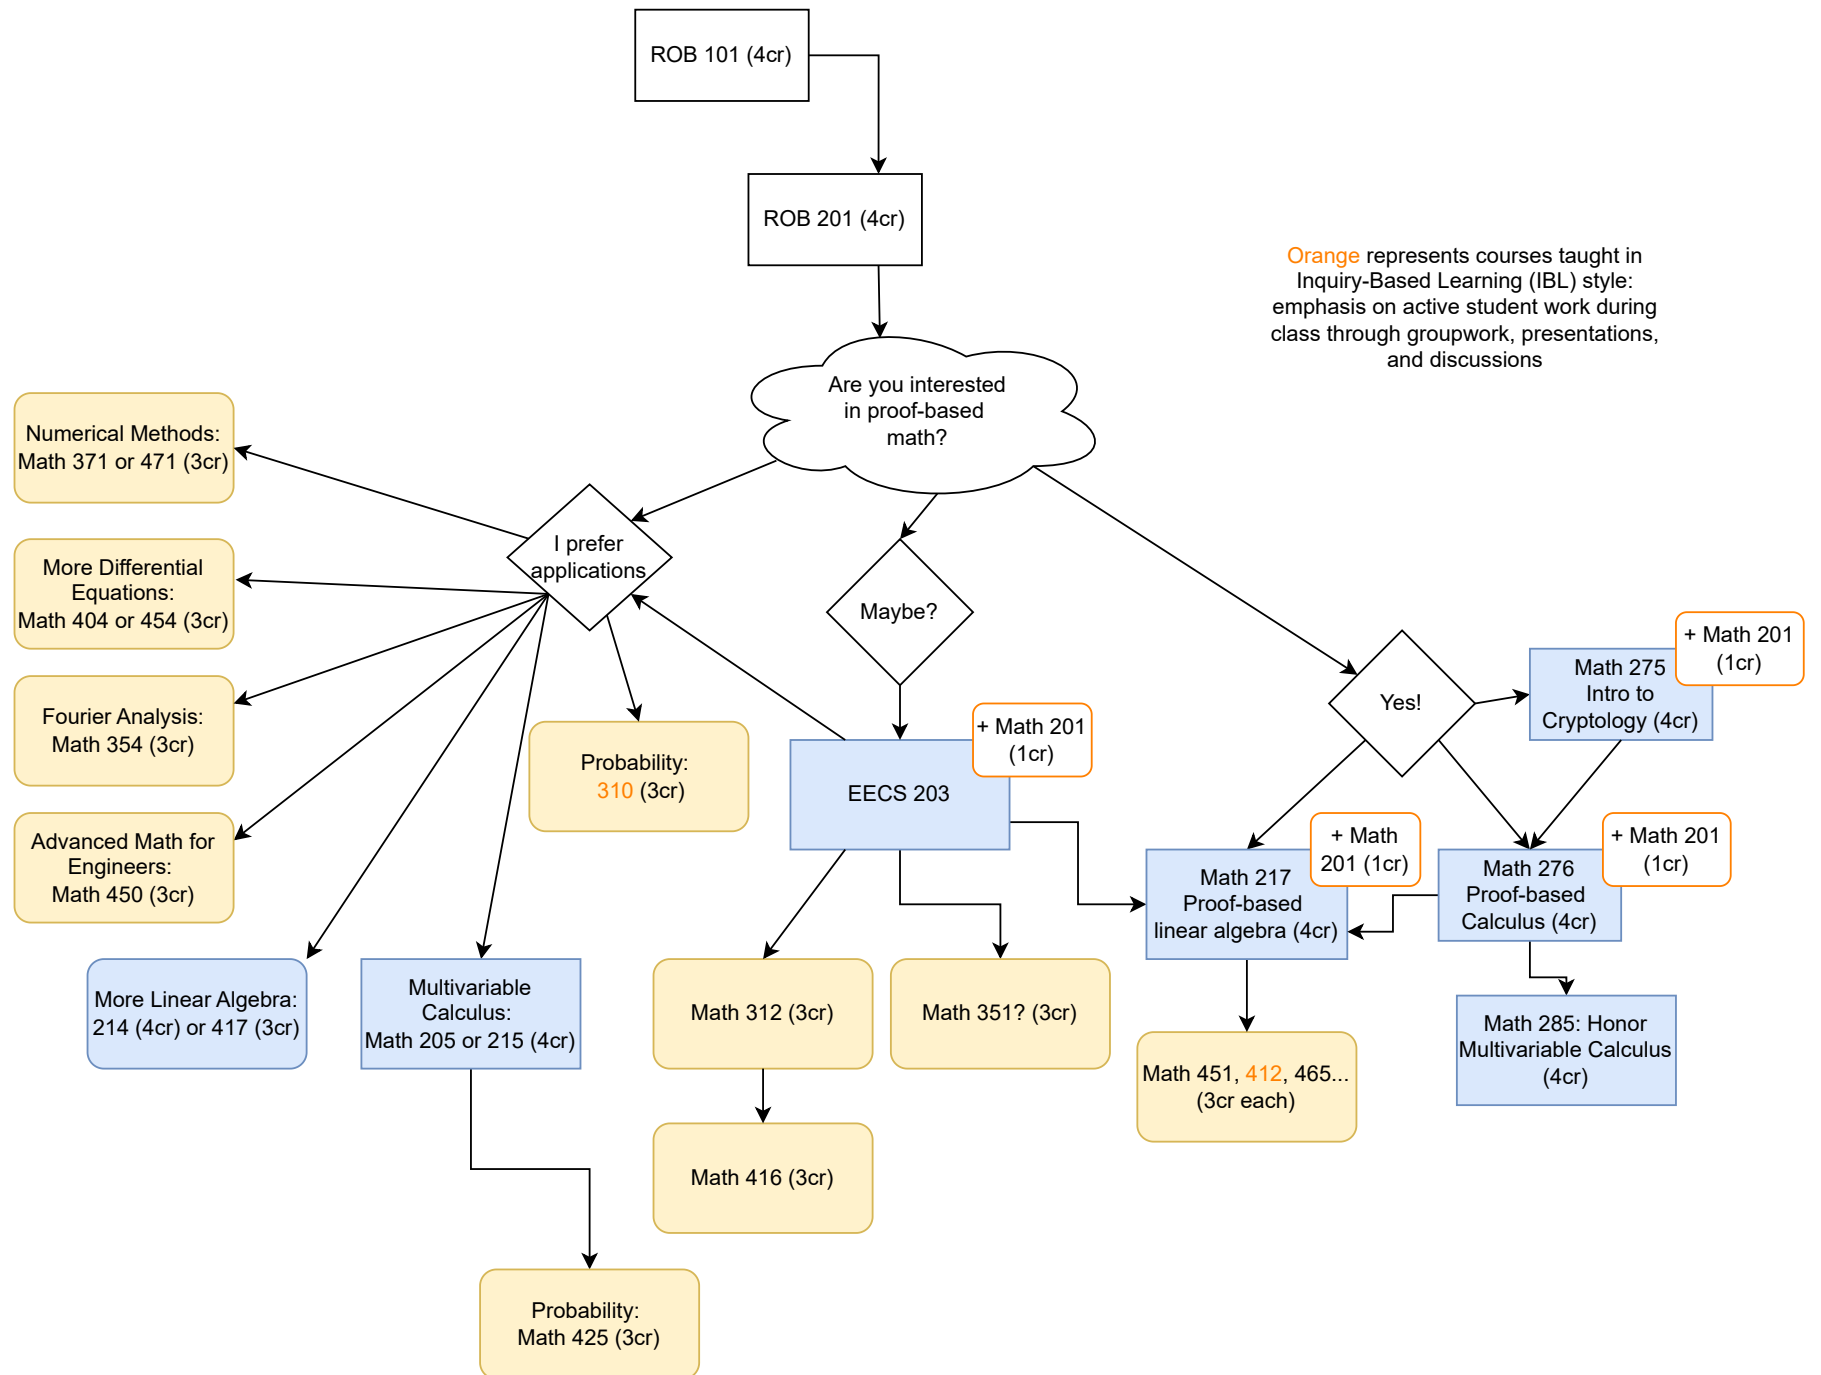 ROB 101 (4cr)
ROB 201 (4cr)
Orange represents courses taught in
Inquiry-Based Learning (IBL) style:
emphasis on active student work during
class through groupwork, presentations,
and discussions
Are you interested
in proof-based
math?
Numerical Methods:
Math 371 or 471 (3cr)
I prefer
applications
More Differential
Equations:
Math 404 or 454 (3cr)
Maybe?
Yes!
+ Math 201
(1cr)
Math 275
Intro to
Cryptology (4cr)
Fourier Analysis:
Math 354 (3cr)
Probability:
310 (3cr)
+ Math 201
(1cr)
EECS 203
Advanced Math for
Engineers:
Math 450 (3cr)
+ Math
201 (1cr)
Math 217
Proof-based
linear algebra (4cr)
+ Math 201
(1cr)
Math 276
Proof-based
Calculus (4cr)
More Linear Algebra:
214 (4cr) or 417 (3cr)
Multivariable
Calculus:
Math 205 or 215 (4cr)
Math 312 (3cr)
Math 351? (3cr)
Math 451, 412, 465...
(3cr each)
Math 285: Honor
Multivariable Calculus
(4cr)
Math 416 (3cr)
Probability:
Math 425 (3cr)